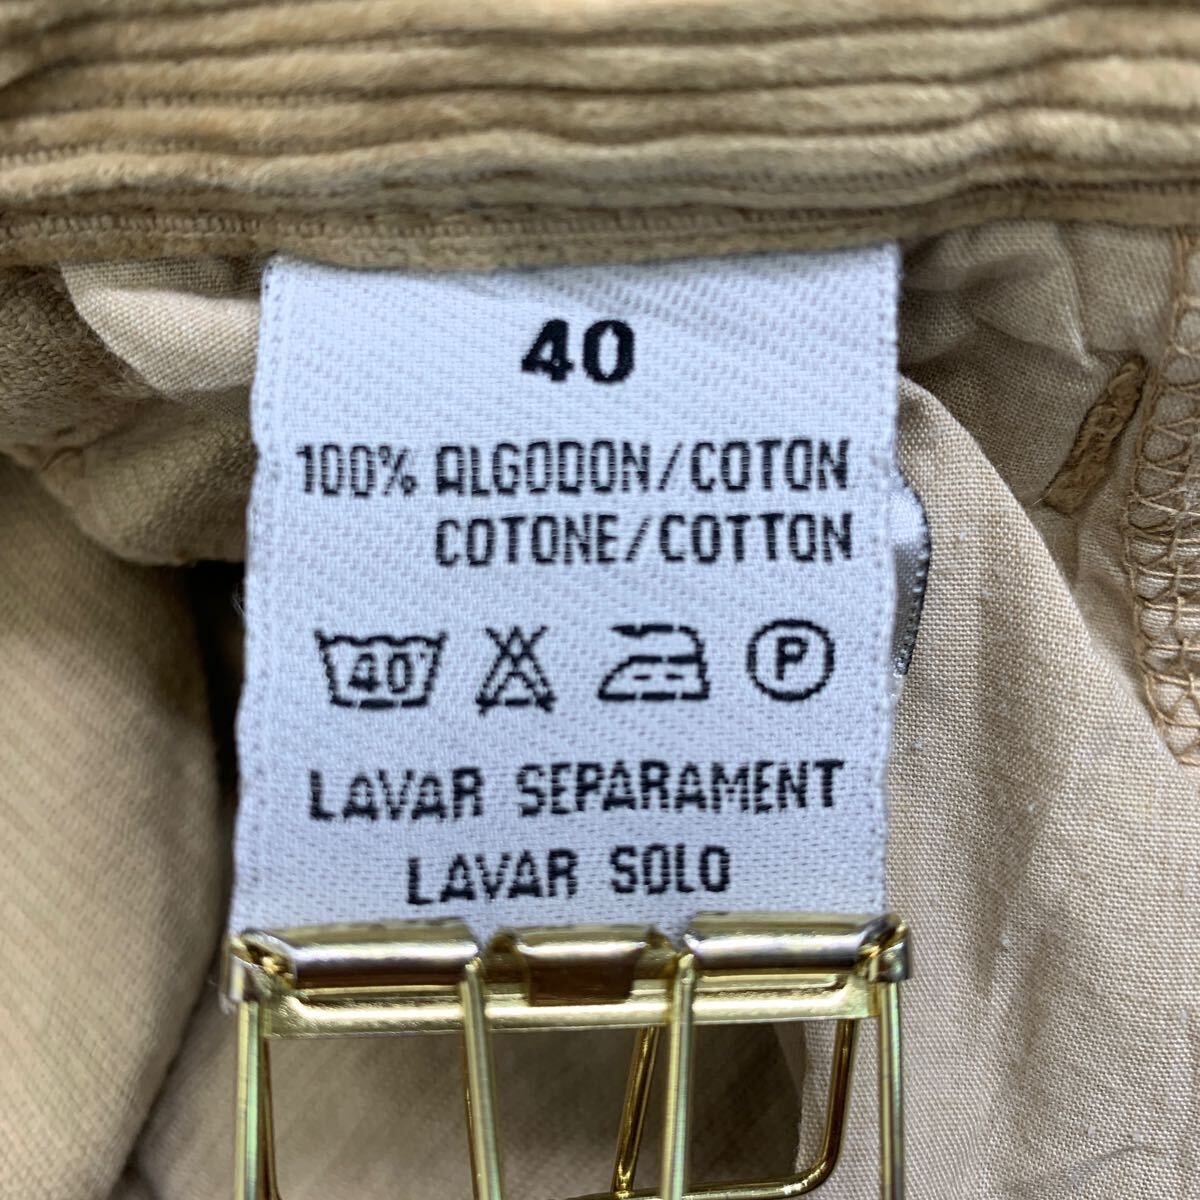 40
100% ALGODON/COTON
COTONE/COTTON
40 P
LAVAR SEPARAMENT
LAVAR SOLO